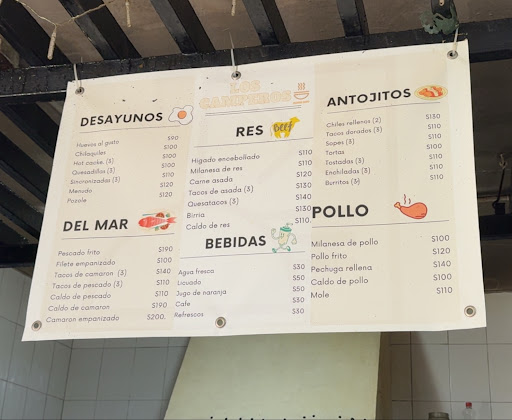 LOS CAMPEROS
DESAYUNOS
Huevos al gusto $90
Chilaquiles $100
Hot cacke. (3) $100
Quesadillas (3) $100
Sincronizadas (3) $110
Menudo $120
Pozole $120
DEL MAR
Pescado frito $190
Filete empanizado $100
Tacos de camaron (3) $140
Tacos de pescado (3) $110
Caldo de pescado $110
Caldo de camaron $190
Camaron empanizado $200.
RES
Beef
Higado encebollado $110
Milanesa de res $110
Carne asada $120
Tacos de asada (3) $130
Quesatacos (3) $140
Birria $130
Caldo de res $110
BEBIDAS
Agua fresca $30
Licuado $50
Jugo de naranja $50
Cafe $30
Refrescos $30
ANTOJITOS
Chiles rellenos (2) $130
Tacos dorados (3) $110
Sopes (3) $110
Tortas $100
Tostadas (3) $110
Enchiladas (3) $110
Burritos (3) $110
POLLO
Milanesa de pollo $100
Pollo frito $120
Pechuga rellena $140
Caldo de pollo $100
Mole $110